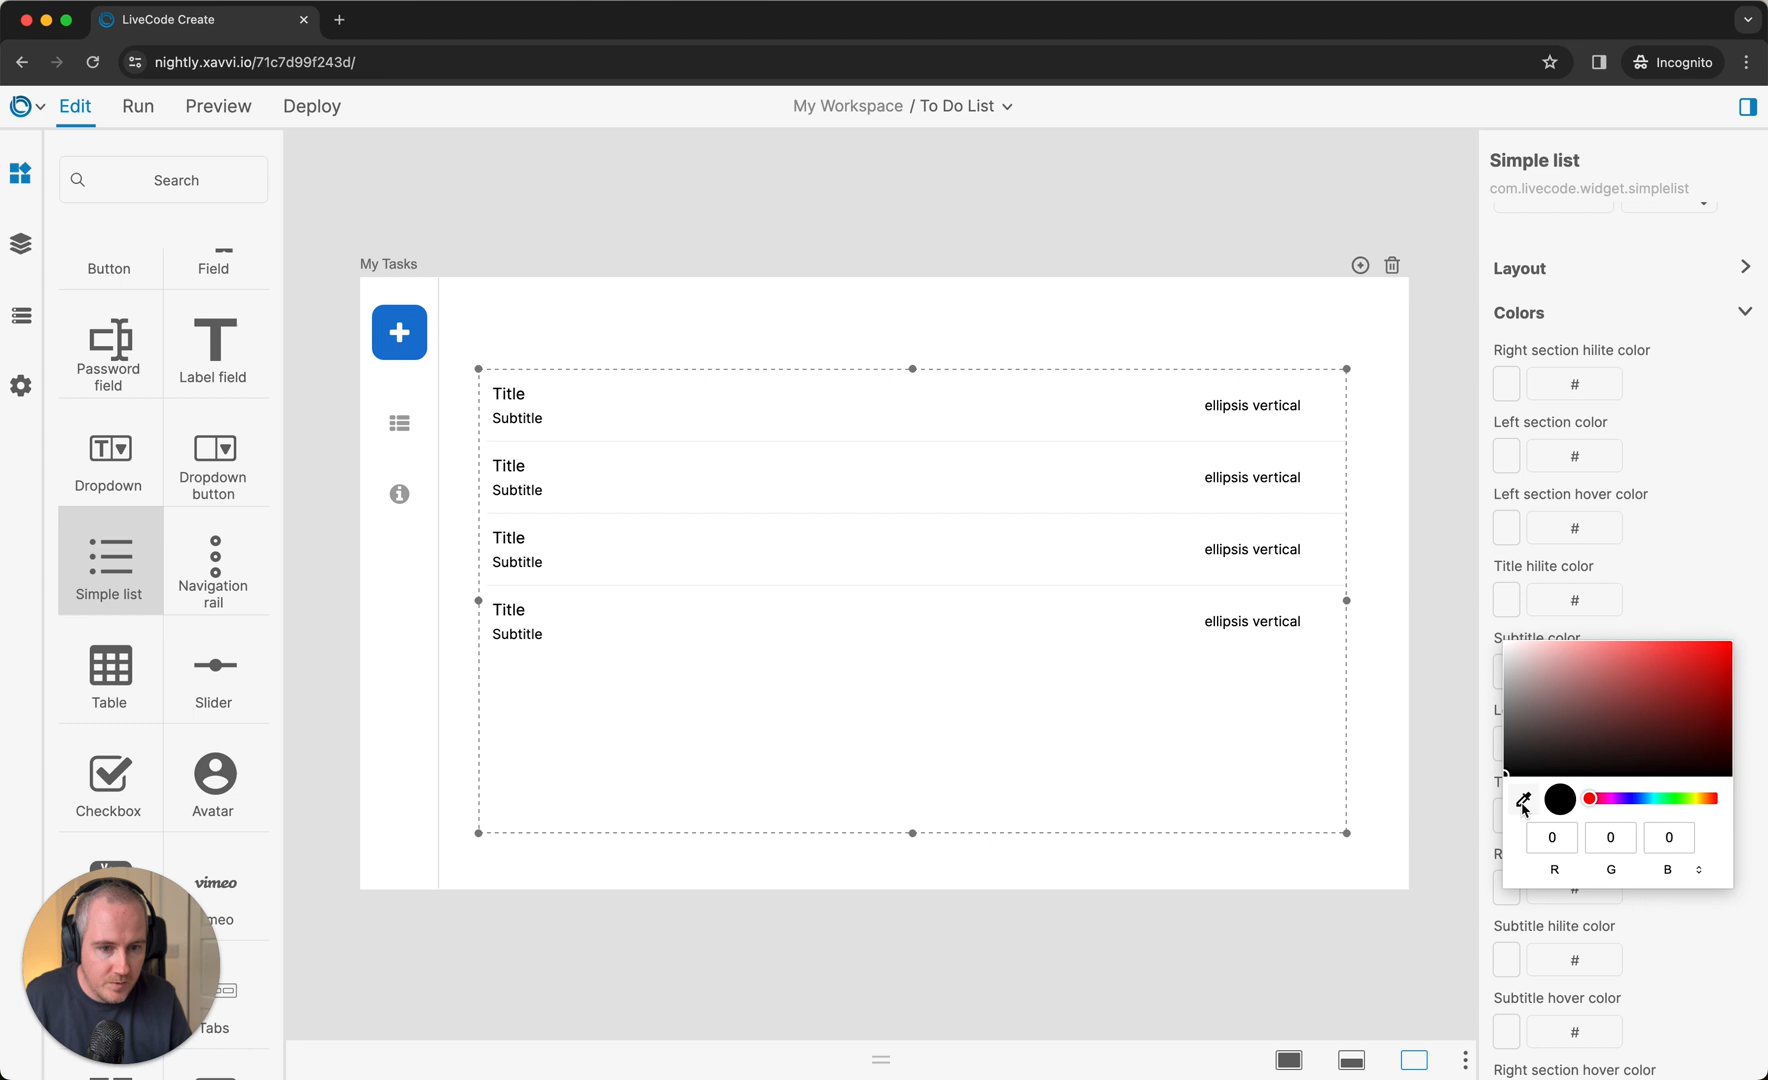 LiveCode Create
nightly.xavvi.io/71c7d99f243d/
Incognito
Edit
Run
Preview
Deploy
My Workspace / To Do List
Search
Button
Field
Password
field
Label field
Dropdown
Dropdown
button
Simple list
Navigation
rail
Table
Slider
Checkbox
Avatar
vimeo
meo
Tabs
My Tasks
Title
Subtitle
ellipsis vertical
Title
Subtitle
ellipsis vertical
Title
Subtitle
ellipsis vertical
Title
Subtitle
ellipsis vertical
Simple list
com.livecode.widget.simplelist
Layout
Colors
Right section hilite color
#
Left section color
#
Left section hover color
#
Title hilite color
#
Subtitle color
0
0
0
R
G
B
#
Subtitle hilite color
#
Subtitle hover color
#
Right section hover color